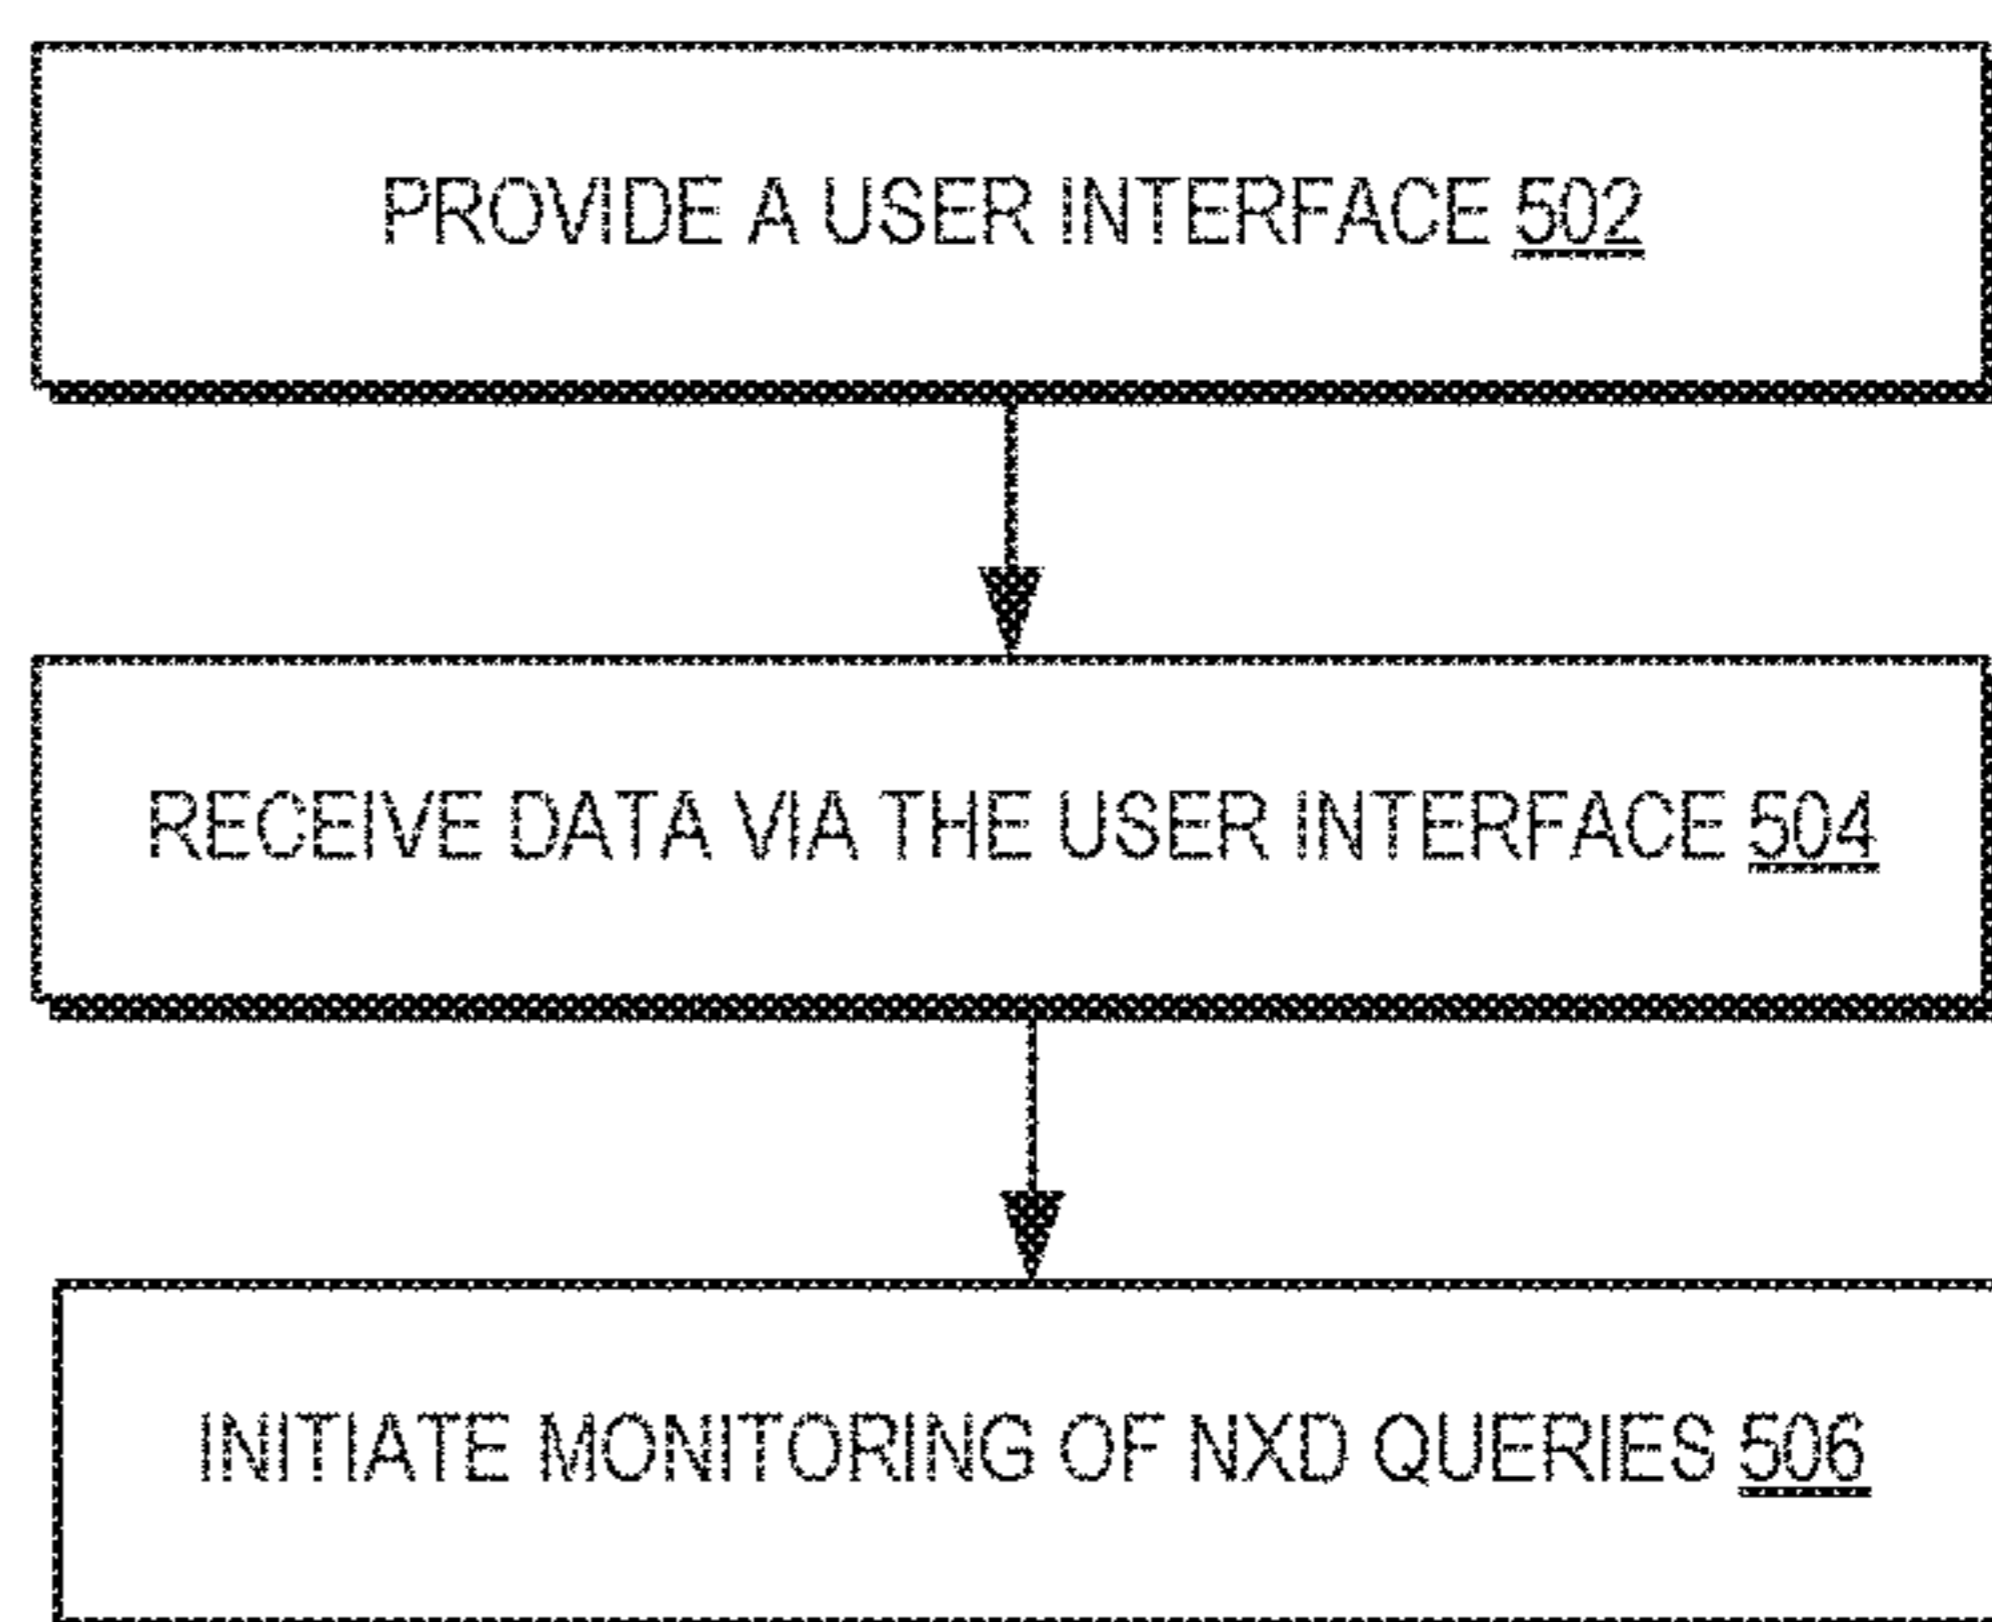 PROVIDE A USER INTERFACE 502
RECEIVE DATA VIA THE USER INTERFACE 504
INITIATE MONITORING OF NXD QUERIES 506